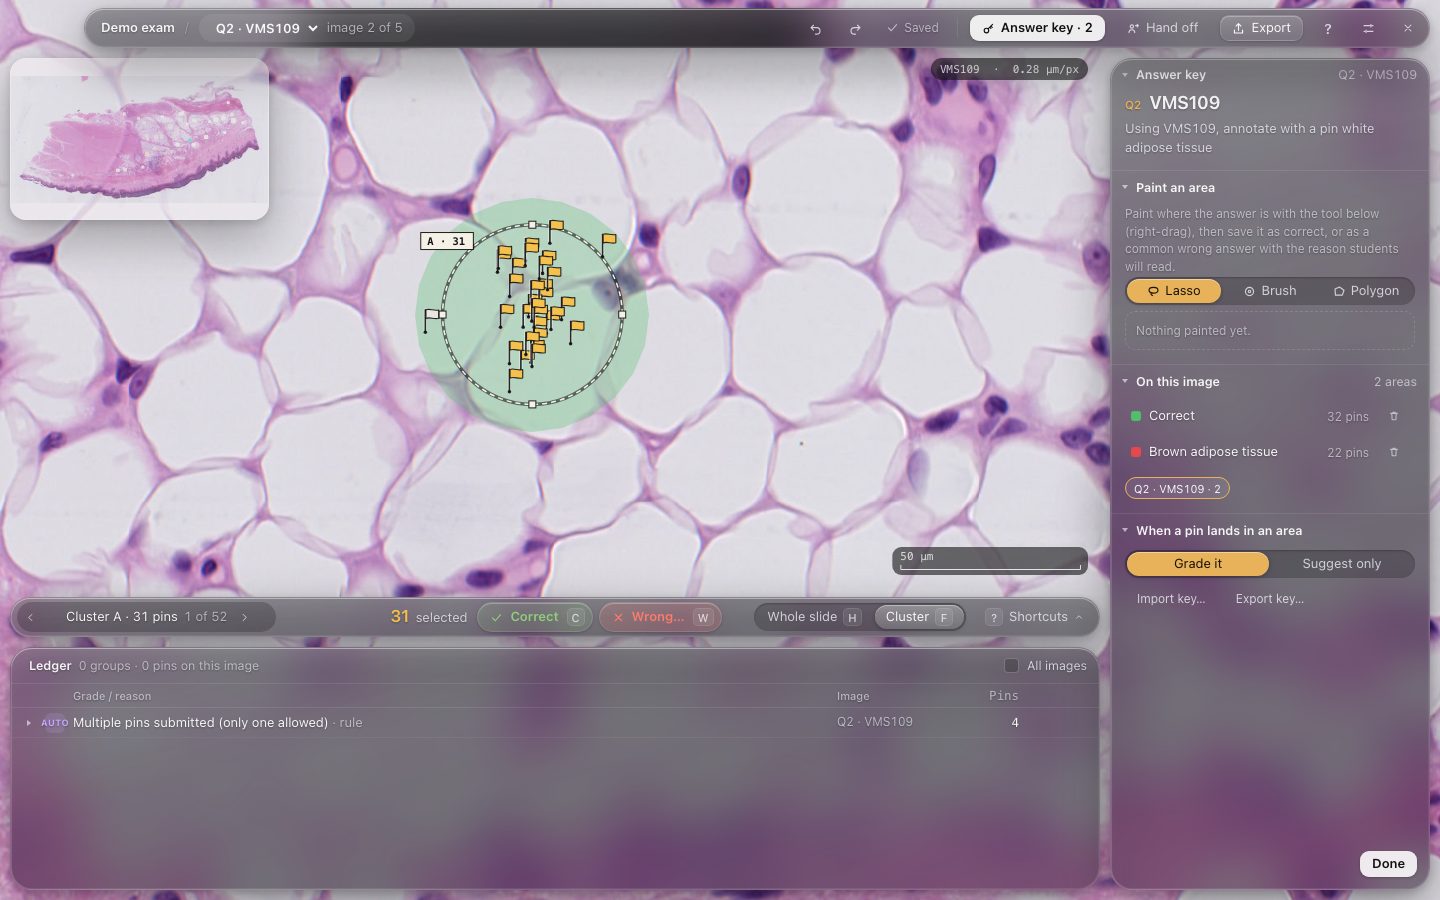 Demo exam / Q2 · VMS109 image 2 of 5 Saved Answer key · 2 Hand off Export ?
VMS109 · 0.28 µm/px
A · 31
50 µm
Answer key Q2 · VMS109
Q2 VMS109
Using VMS109, annotate with a pin white
adipose tissue
Paint an area
Paint where the answer is with the tool below
(right-drag), then save it as correct, or as a
common wrong answer with the reason students
will read.
Lasso Brush Polygon
Nothing painted yet.
On this image 2 areas
Correct 32 pins
Brown adipose tissue 22 pins
Q2 · VMS109 · 2
When a pin lands in an area
Grade it Suggest only
Import key... Export key...
Done
Cluster A · 31 pins 1 of 52 31 selected Correct C Wrong... W Whole slide H Cluster F ? Shortcuts
Ledger 0 groups · 0 pins on this image All images
Grade / reason Image Pins
AUTO Multiple pins submitted (only one allowed) · rule Q2 · VMS109 4